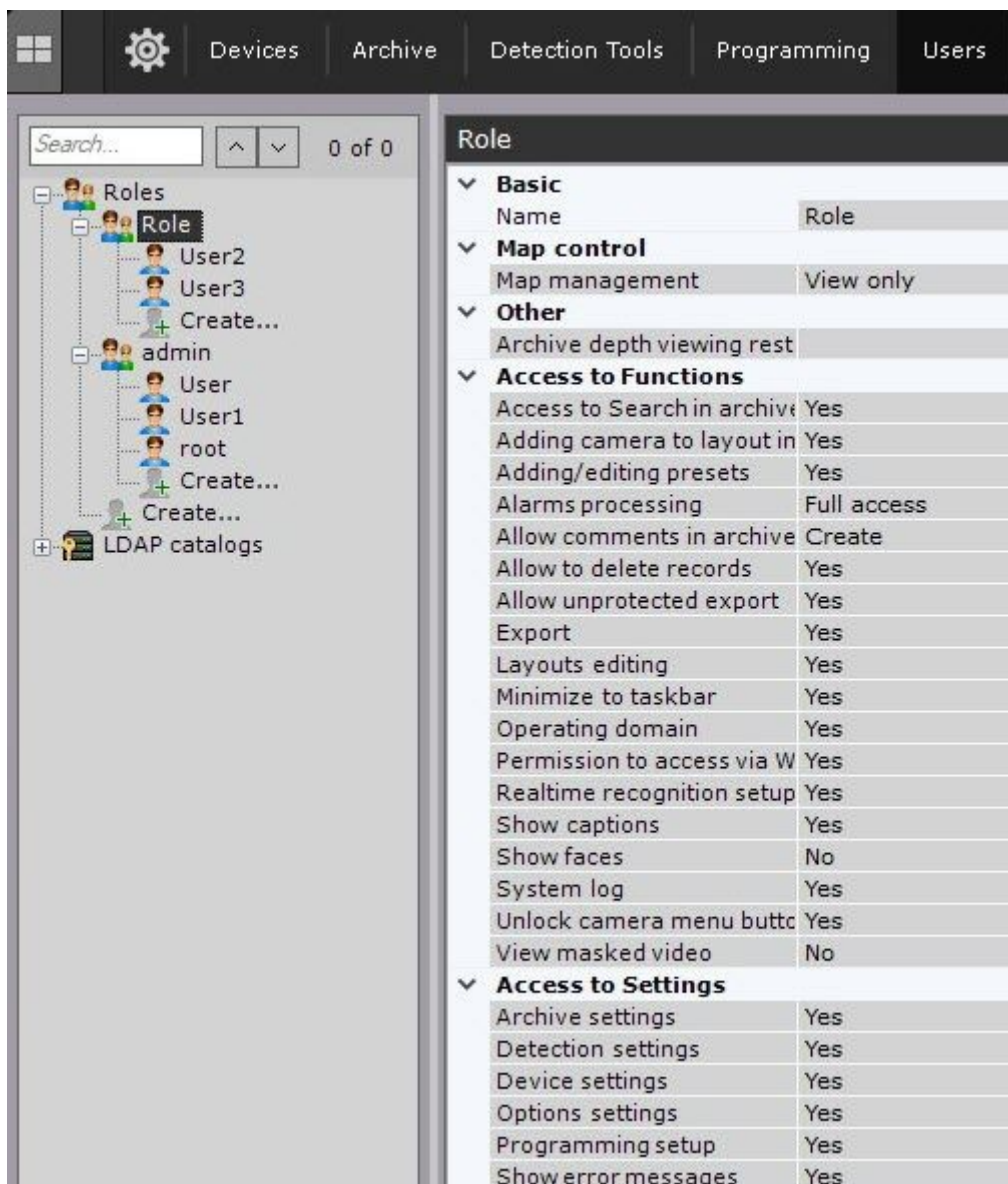 Devices Archive Detection Tools Programming Users
Search... 0 of 0
Roles
Role
User2
User3
Create...
admin
User
User1
root
Create...
Create...
LDAP catalogs
Role
Basic
Name Role
Map control
Map management View only
Other
Archive depth viewing rest
Access to Functions
Access to Search in archive Yes
Adding camera to layout in Yes
Adding/editing presets Yes
Alarms processing Full access
Allow comments in archive Create
Allow to delete records Yes
Allow unprotected export Yes
Export Yes
Layouts editing Yes
Minimize to taskbar Yes
Operating domain Yes
Permission to access via W Yes
Realtime recognition setup Yes
Show captions Yes
Show faces No
System log Yes
Unlock camera menu butto Yes
View masked video No
Access to Settings
Archive settings Yes
Detection settings Yes
Device settings Yes
Options settings Yes
Programming setup Yes
Show error messages Yes